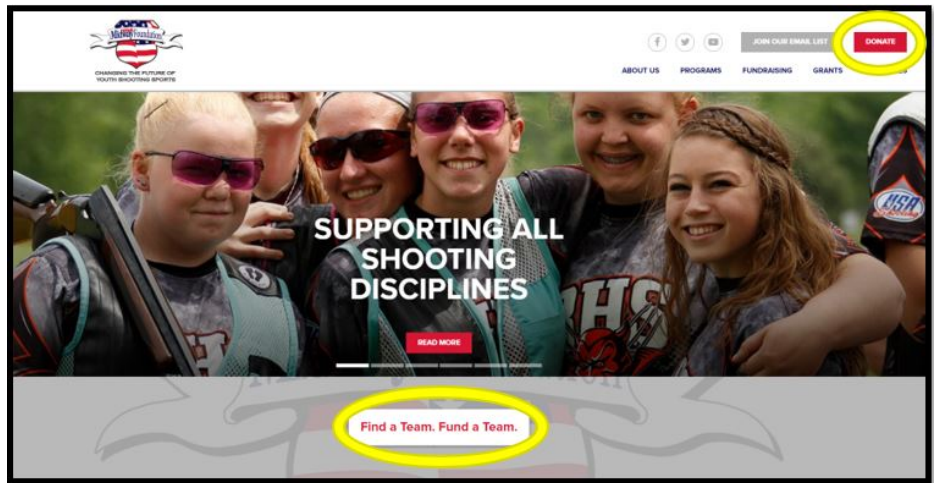 MidwayUSA Foundation
CHANGING THE FUTURE OF
YOUTH SHOOTING SPORTS
JOIN OUR EMAIL LIST
DONATE
ABOUT US
PROGRAMS
FUNDRAISING
GRANTS
SUPPORTING ALL
SHOOTING
DISCIPLINES
READ MORE
Find a Team. Fund a Team.